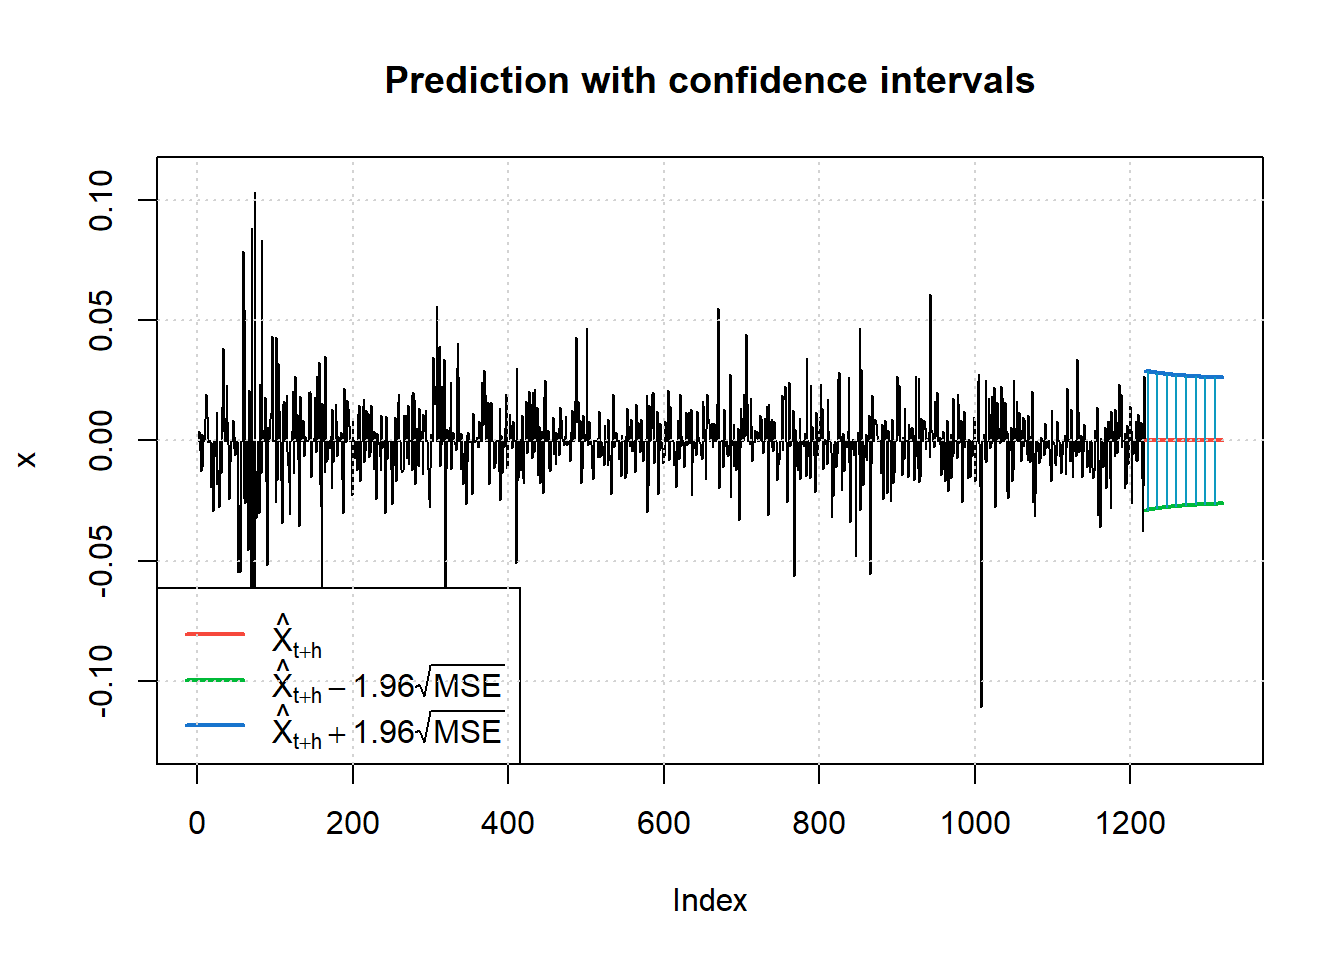 Prediction with confidence intervals
x
0.10
0.05
0.00
-0.05
-0.10
X̂t+h
X̂t+h − 1.96√MSE
X̂t+h + 1.96√MSE
0 200 400 600 800 1000 1200
Index